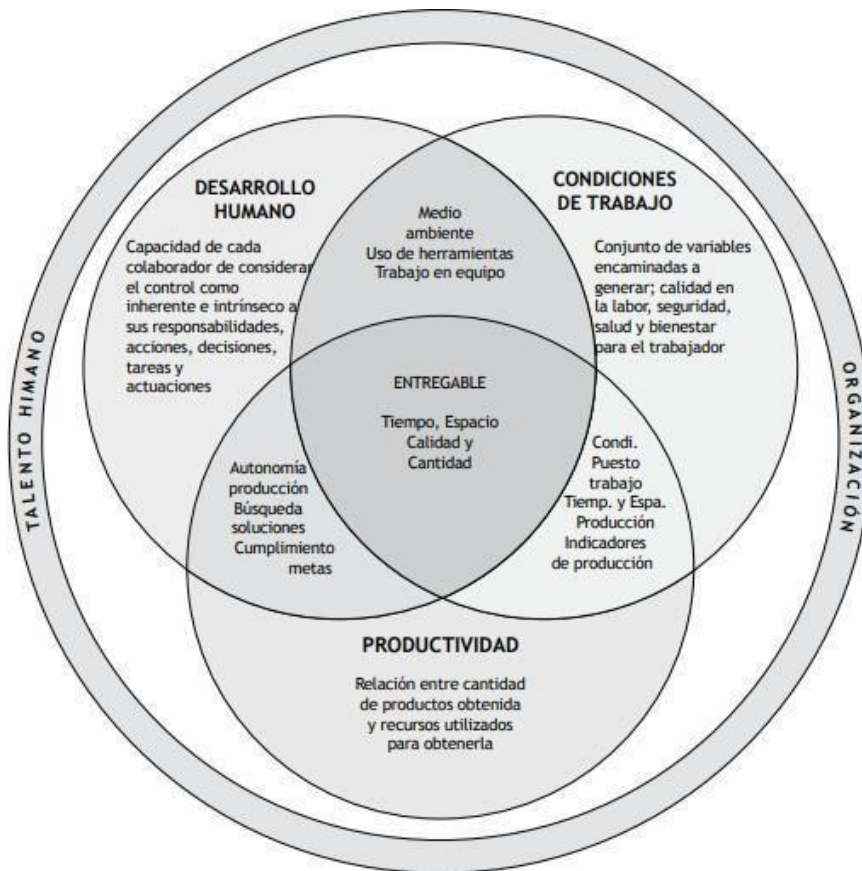 DESARROLLO
HUMANO
Capacidad de cada
colaborador de considerar
el control como
inherente e intrínseco a
sus responsabilidades,
acciones, decisiones,
tareas y
actuaciones
Medio
ambiente
Uso de herramientas
Trabajo en equipo
CONDICIONES
DE TRABAJO
Conjunto de variables
encaminadas a
generar; calidad en
la labor, seguridad,
salud y bienestar
para el trabajador
TALENTO HIMANO
ORGANIZACIÓN
ENTREGABLE
Tiempo, Espacio
Calidad y
Cantidad
Autonomía
producción
Búsqueda
soluciones
Cumplimiento
metas
Condi.
Puesto
trabajo
Tiemp. y Espa.
Producción
Indicadores
de producción
PRODUCTIVIDAD
Relación entre cantidad
de productos obtenida
y recursos utilizados
para obtenerla